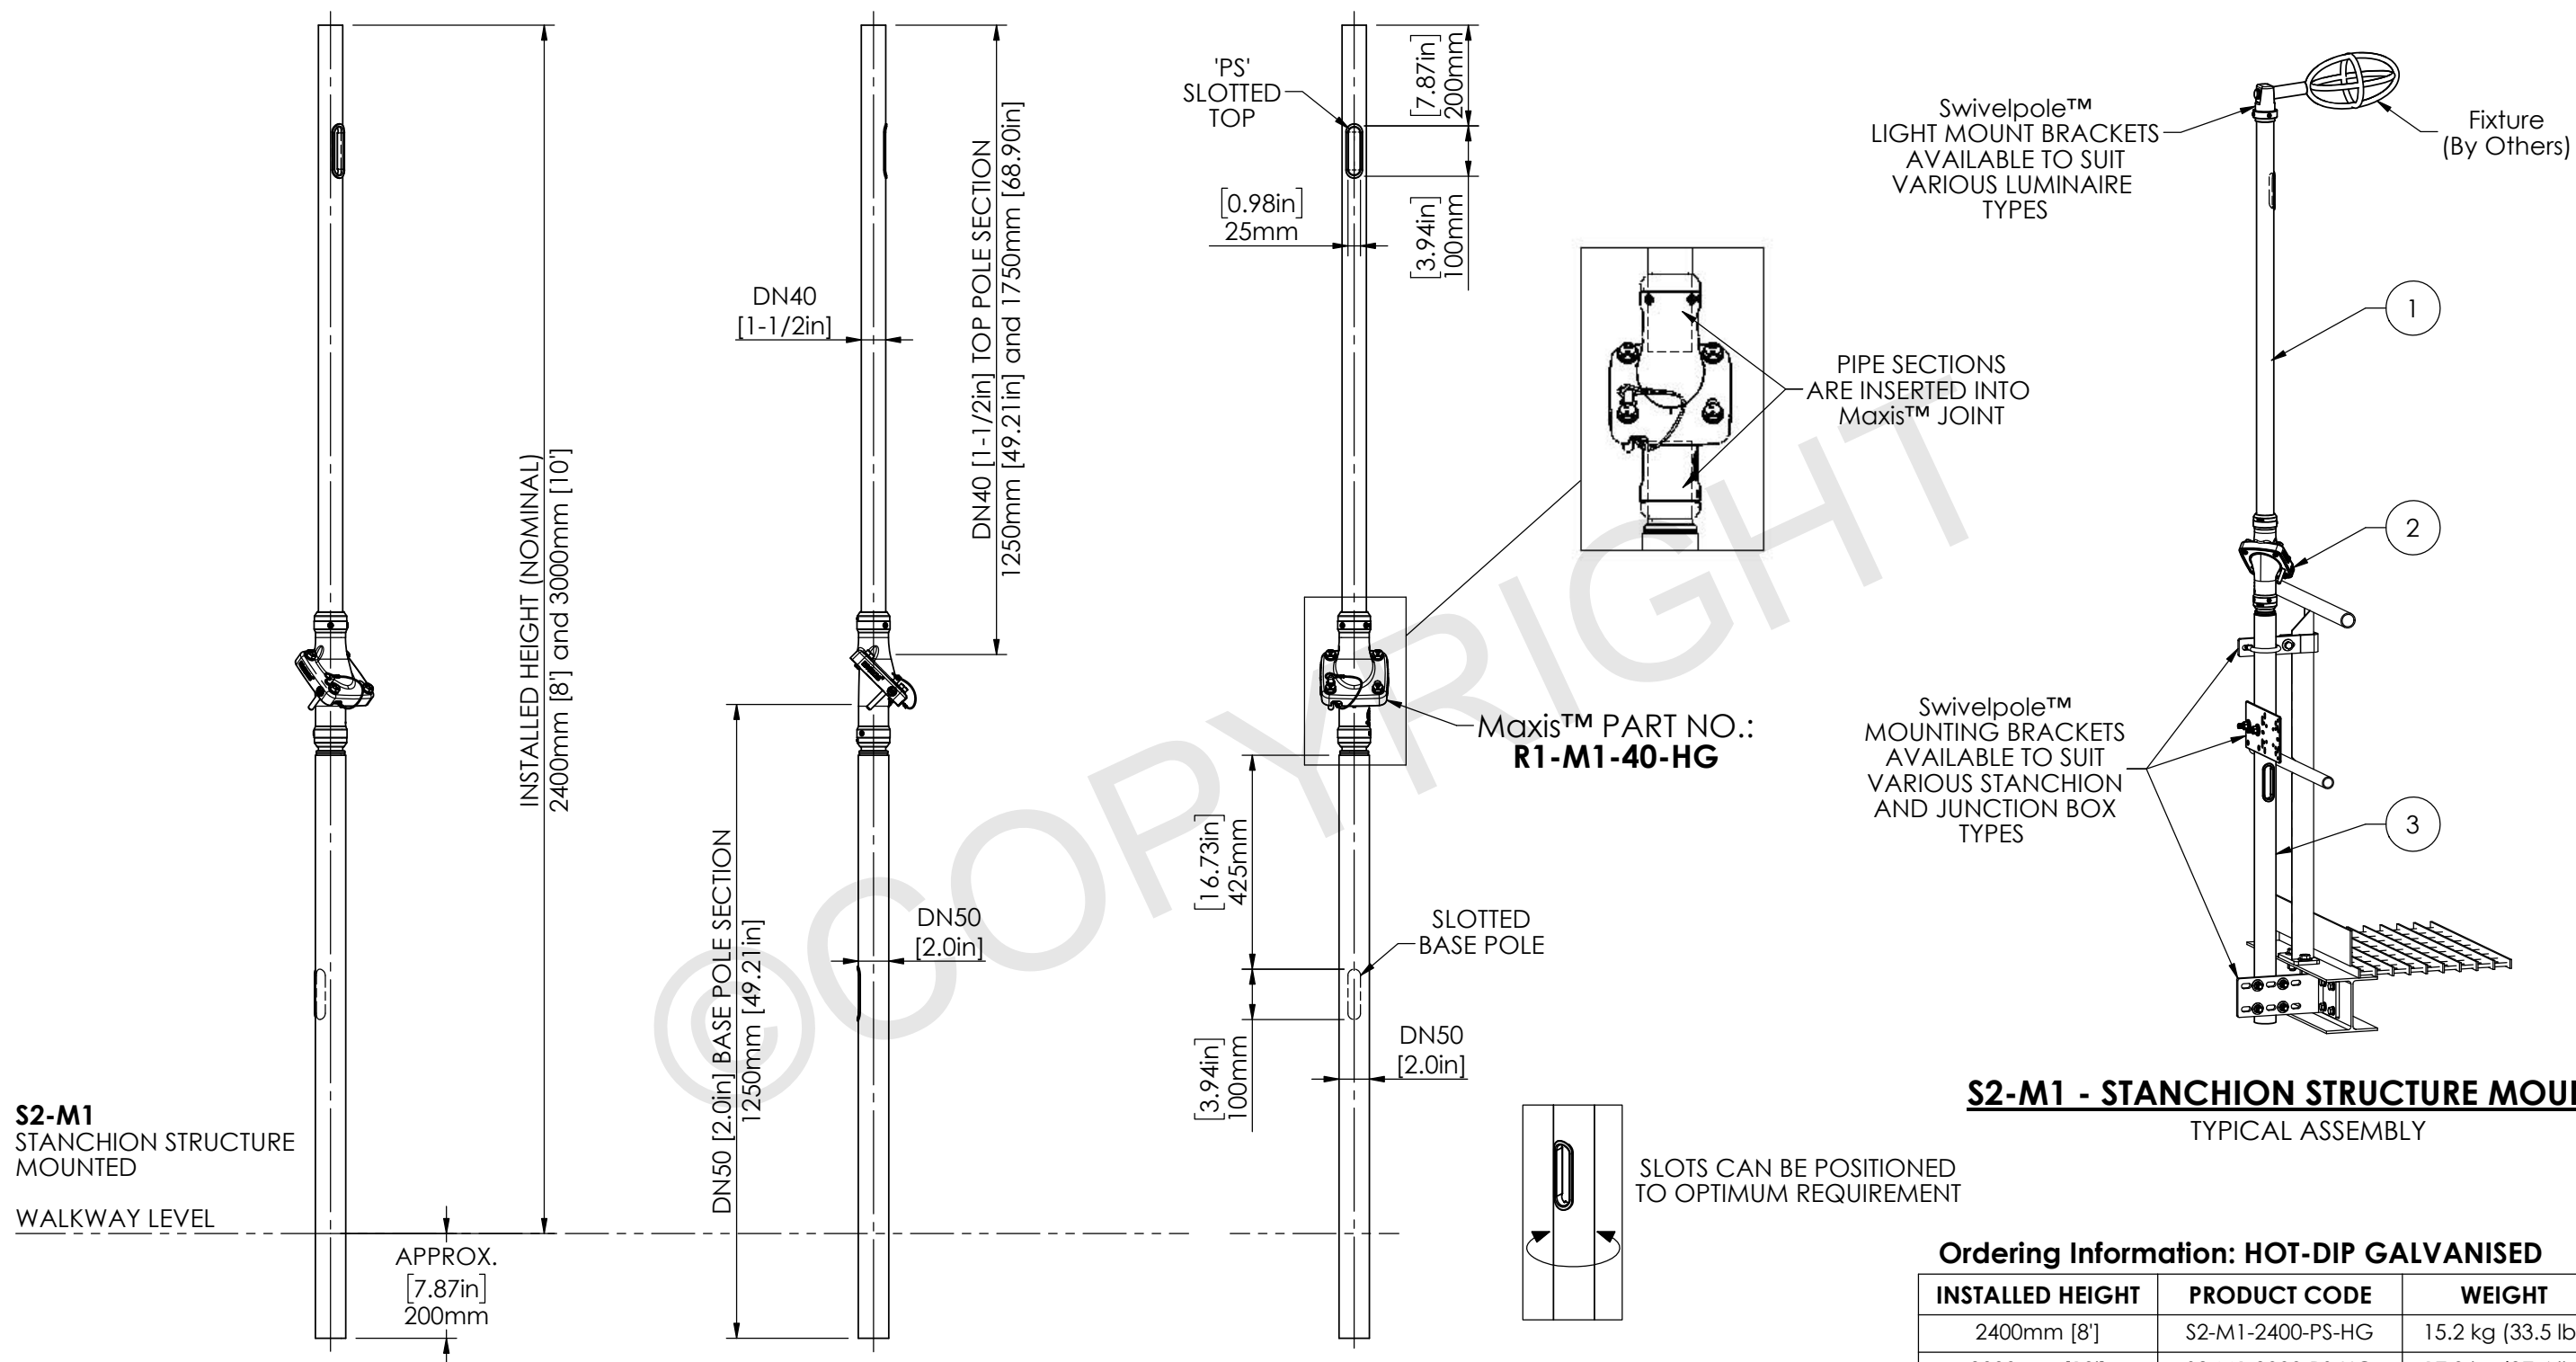 INSTALLED HEIGHT (NOMINAL)
2400mm [8'] and 3000mm [10']
S2-M1
STANCHION STRUCTURE
MOUNTED
WALKWAY LEVEL
APPROX.
[7.87in]
200mm
DN40
[1-1/2in]
DN40 [1-1/2in] TOP POLE SECTION
1250mm [49.21in] and 1750mm [68.90in]
DN50 [2.0in] BASE POLE SECTION
1250mm [49.21in]
DN50
[2.0in]
'PS'
SLOTTED
TOP
[7.87in]
200mm
[0.98in]
25mm
[3.94in]
100mm
PIPE SECTIONS
ARE INSERTED INTO
Maxis™ JOINT
Maxis™ PART NO.:
R1-M1-40-HG
[16.73in]
425mm
SLOTTED
BASE POLE
[3.94in]
100mm
DN50
[2.0in]
SLOTS CAN BE POSITIONED
TO OPTIMUM REQUIREMENT
Swivelpole™
LIGHT MOUNT BRACKETS
AVAILABLE TO SUIT
VARIOUS LUMINAIRE
TYPES
Fixture
(By Others)
1
2
3
Swivelpole™
MOUNTING BRACKETS
AVAILABLE TO SUIT
VARIOUS STANCHION
AND JUNCTION BOX
TYPES
S2-M1 - STANCHION STRUCTURE
TYPICAL ASSEMBLY
Ordering Information: HOT-DIP GALVANISED
INSTALLED HEIGHT PRODUCT CODE WEIGHT
2400mm [8'] S2-M1-2400-PS-HG 15.2 kg (33.5 lb
©COPYRIGHT